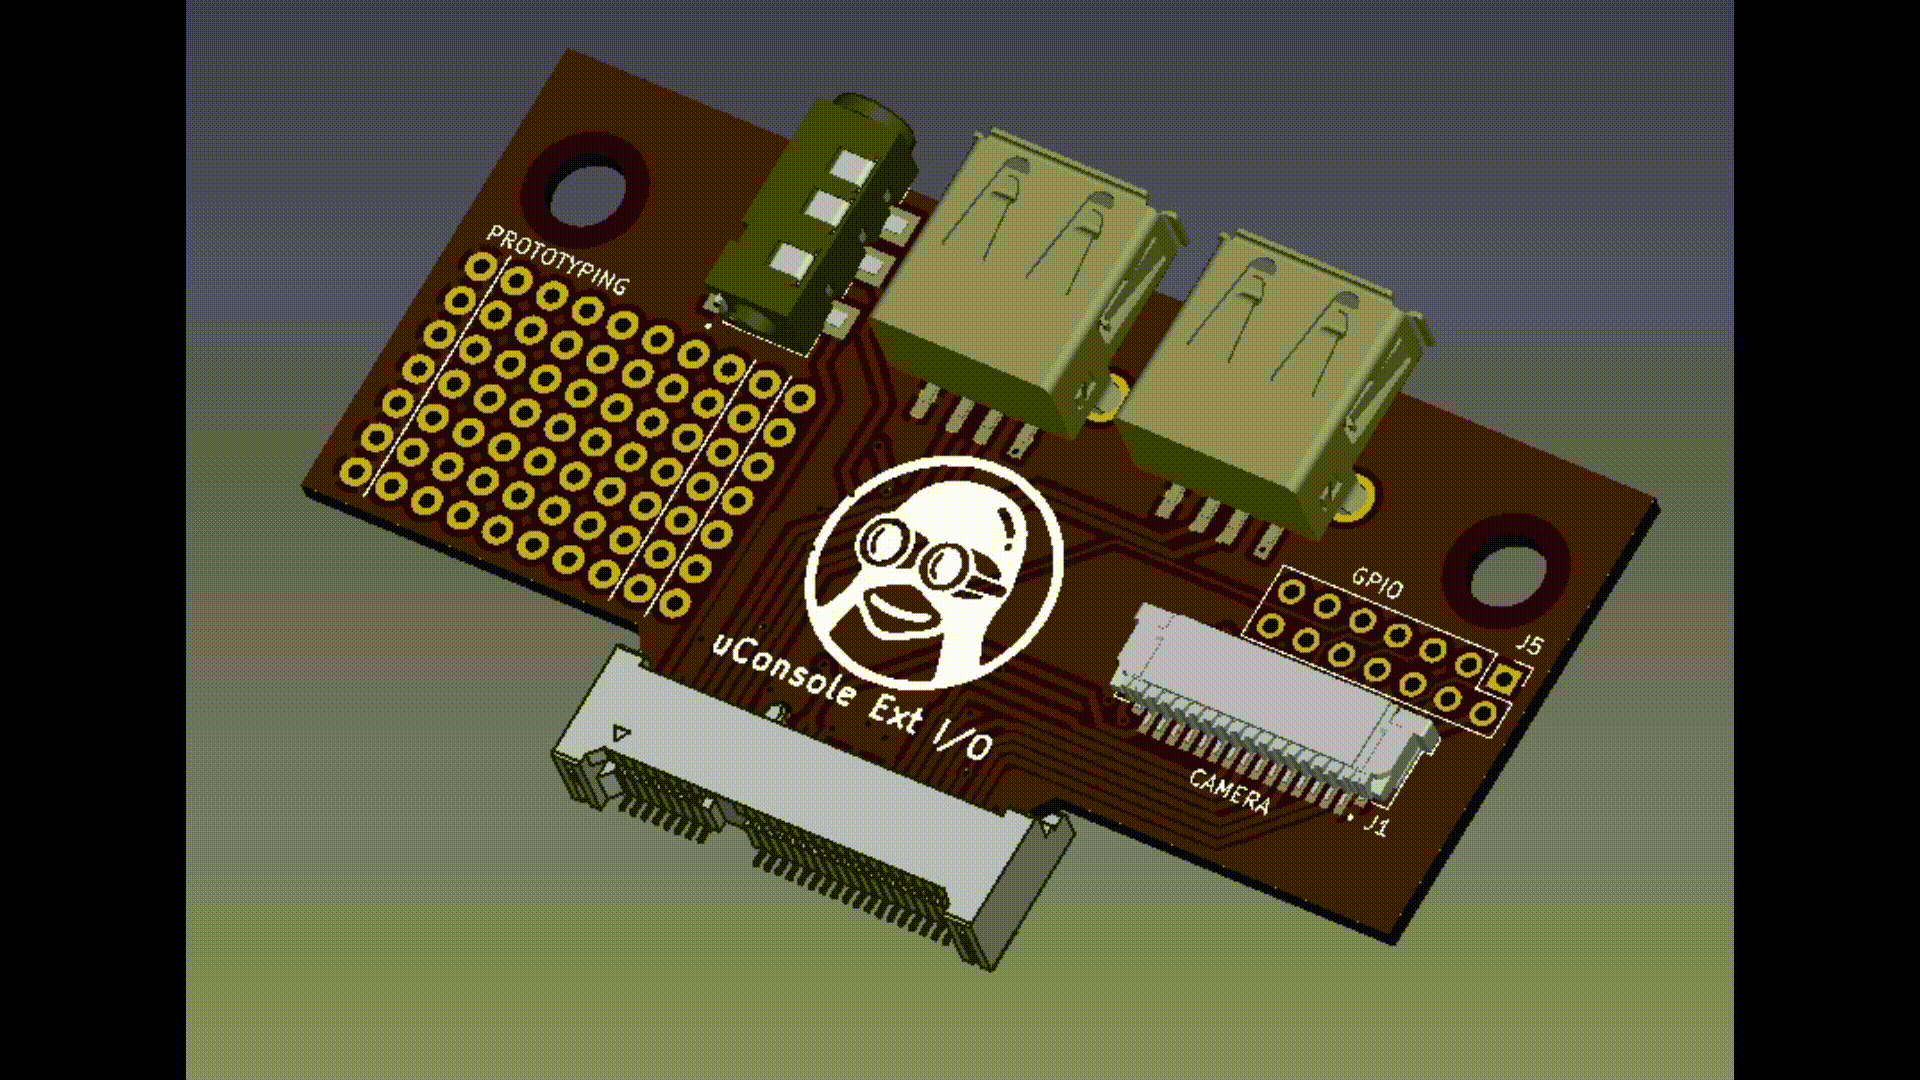 PROTOTYPING
GPIO
J5
uConsole Ext I/O
CAMERA
J1